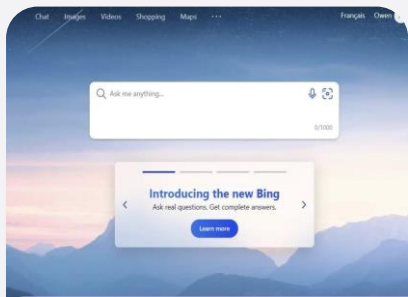 Chat Images Videos Shopping Maps ··· Français Owen
Ask me anything...
0/1000
Introducing the new Bing
Ask real questions. Get complete answers.
Learn more